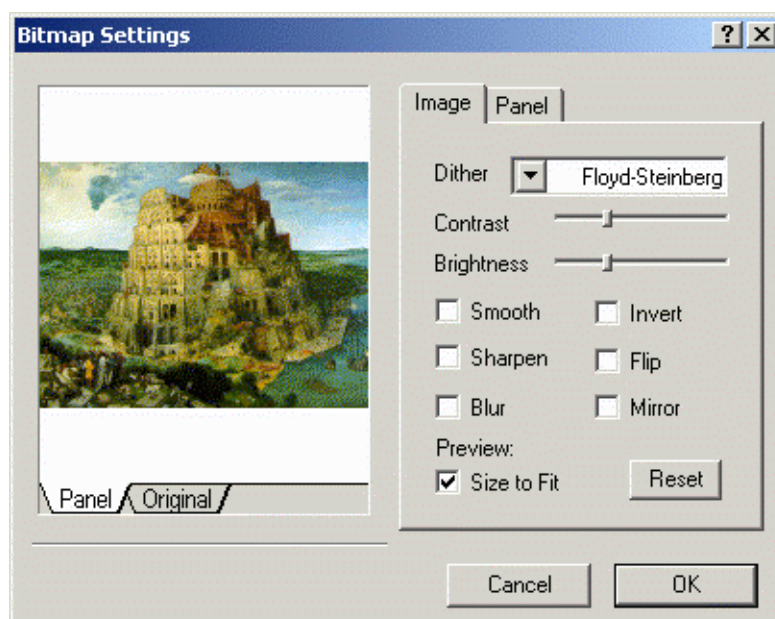 Bitmap Settings
Image Panel
Dither Floyd-Steinberg
Contrast
Brightness
Smooth Invert
Sharpen Flip
Blur Mirror
Preview:
Size to Fit Reset
Panel Original
Cancel OK